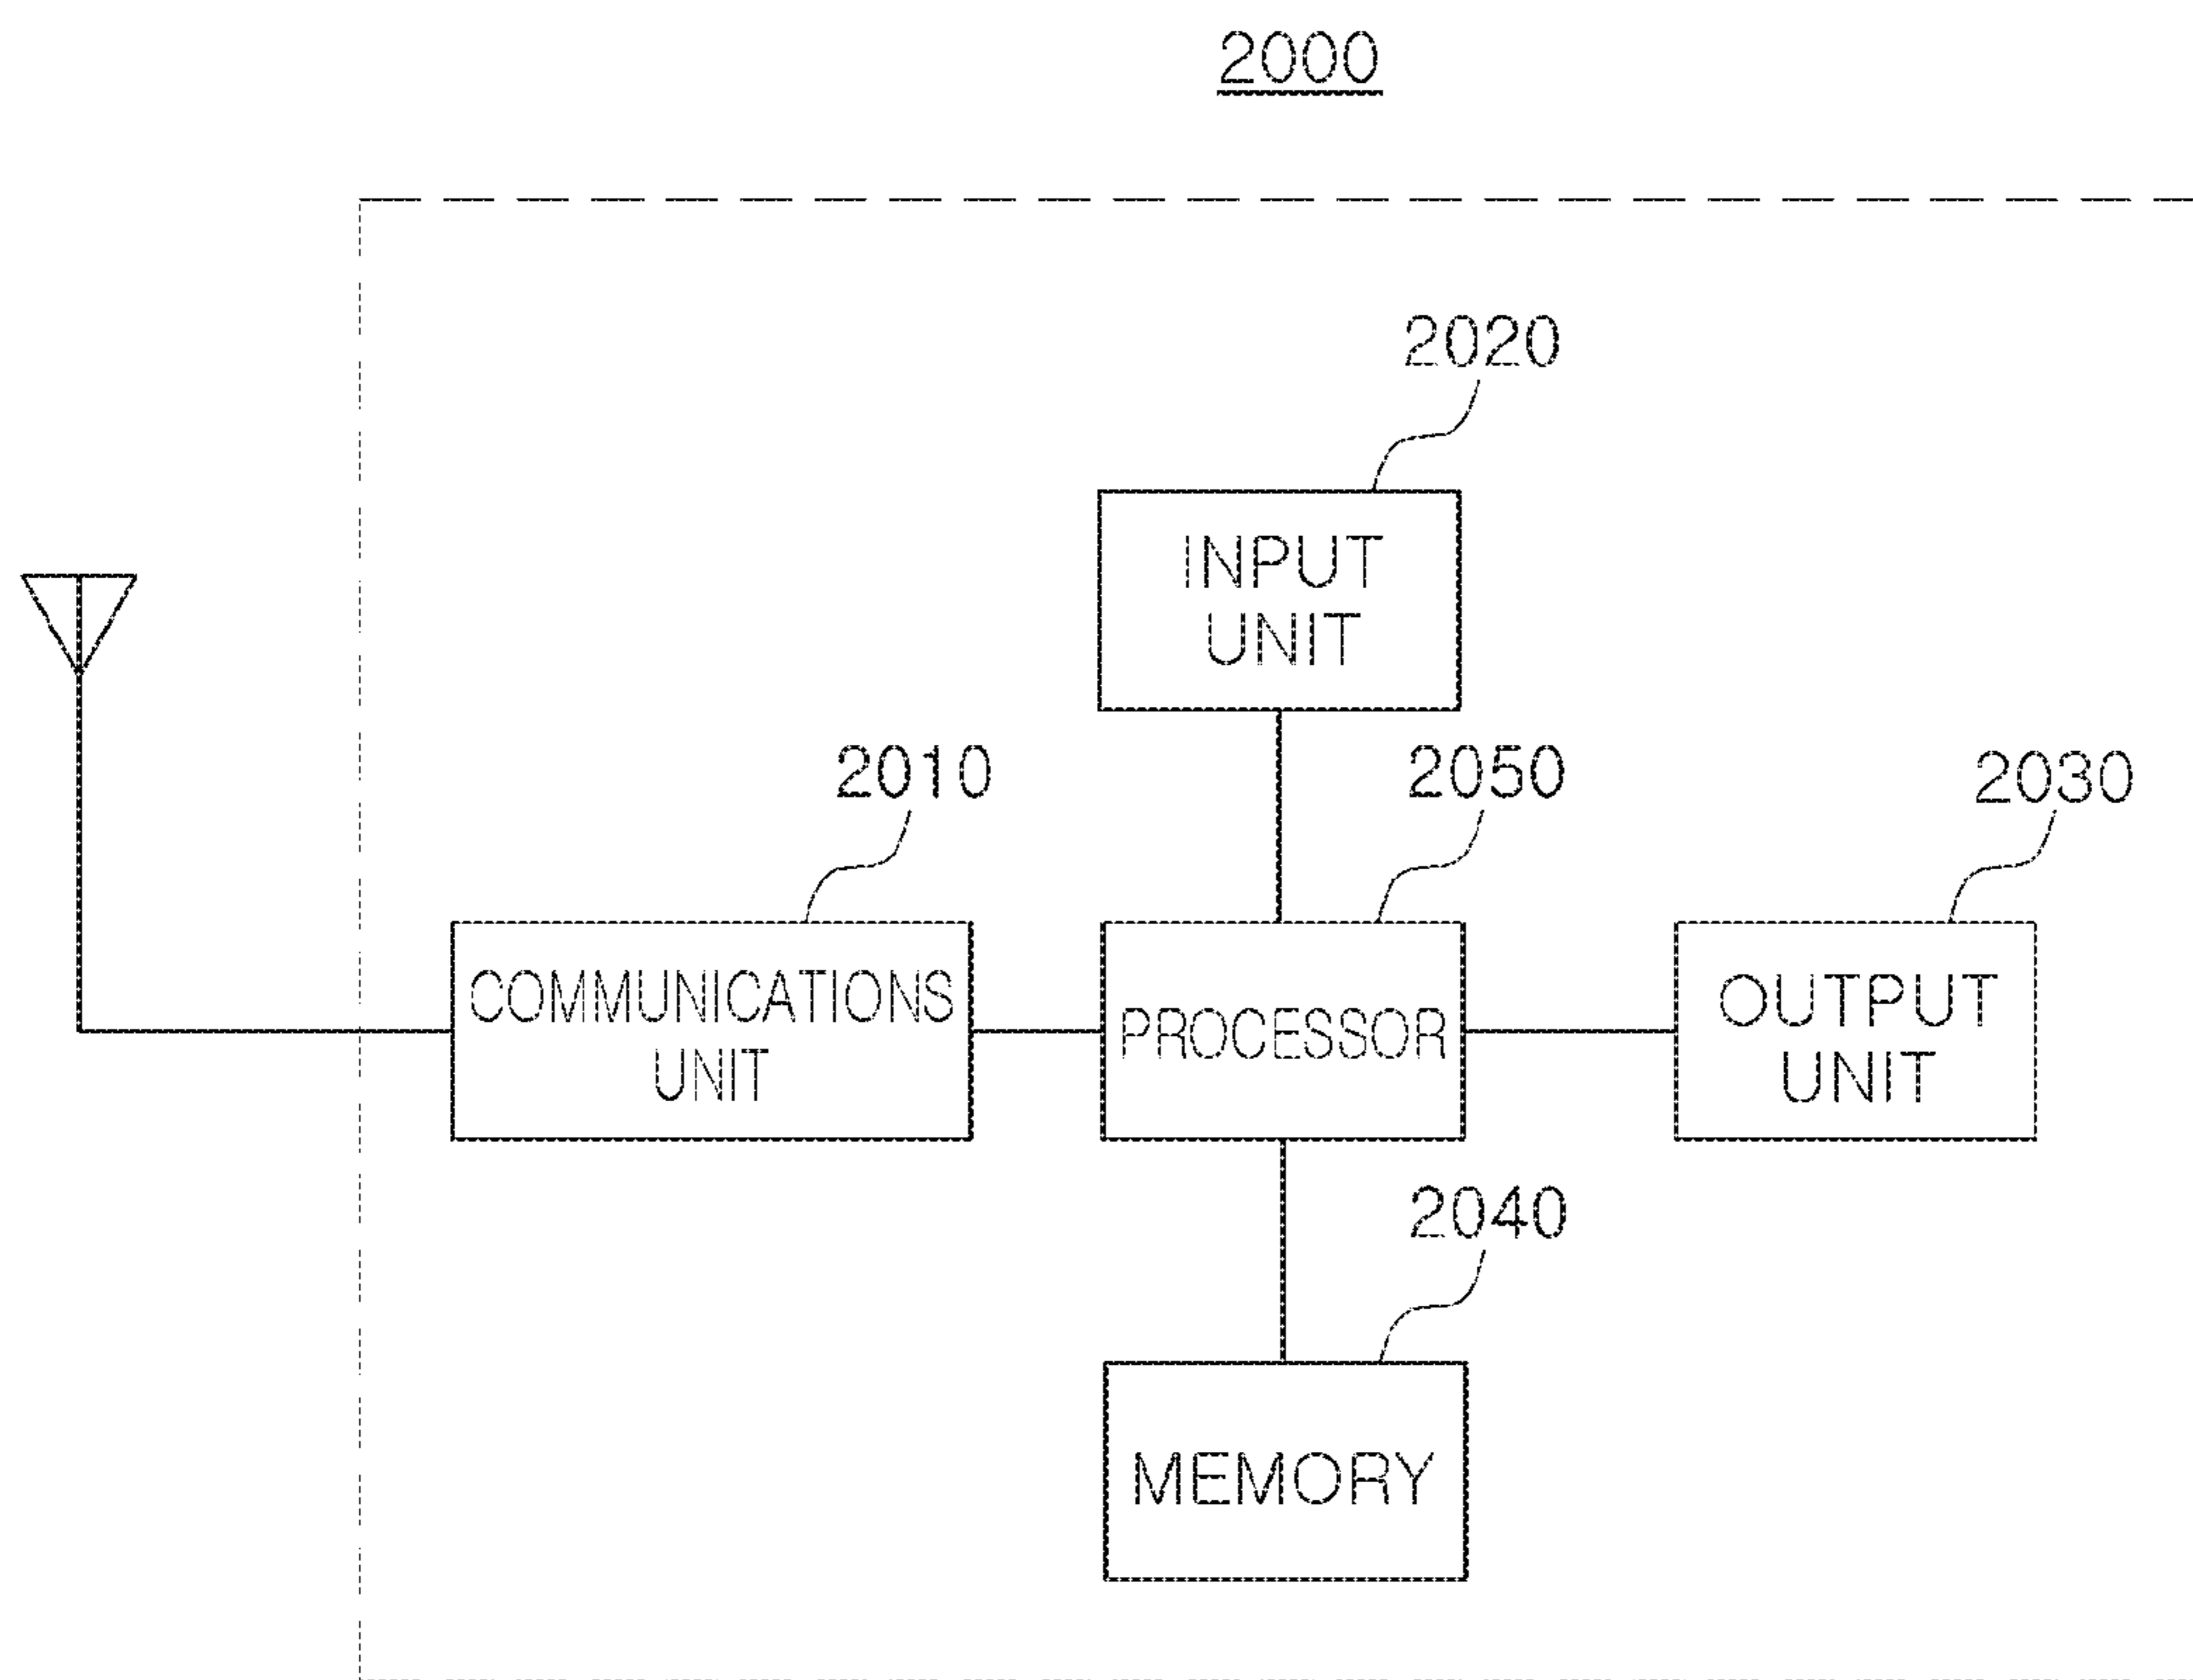 2000
2020
INPUT
UNIT
2010
2050
2030
COMMUNICATIONS
UNIT
PROCESSOR
OUTPUT
UNIT
2040
MEMORY